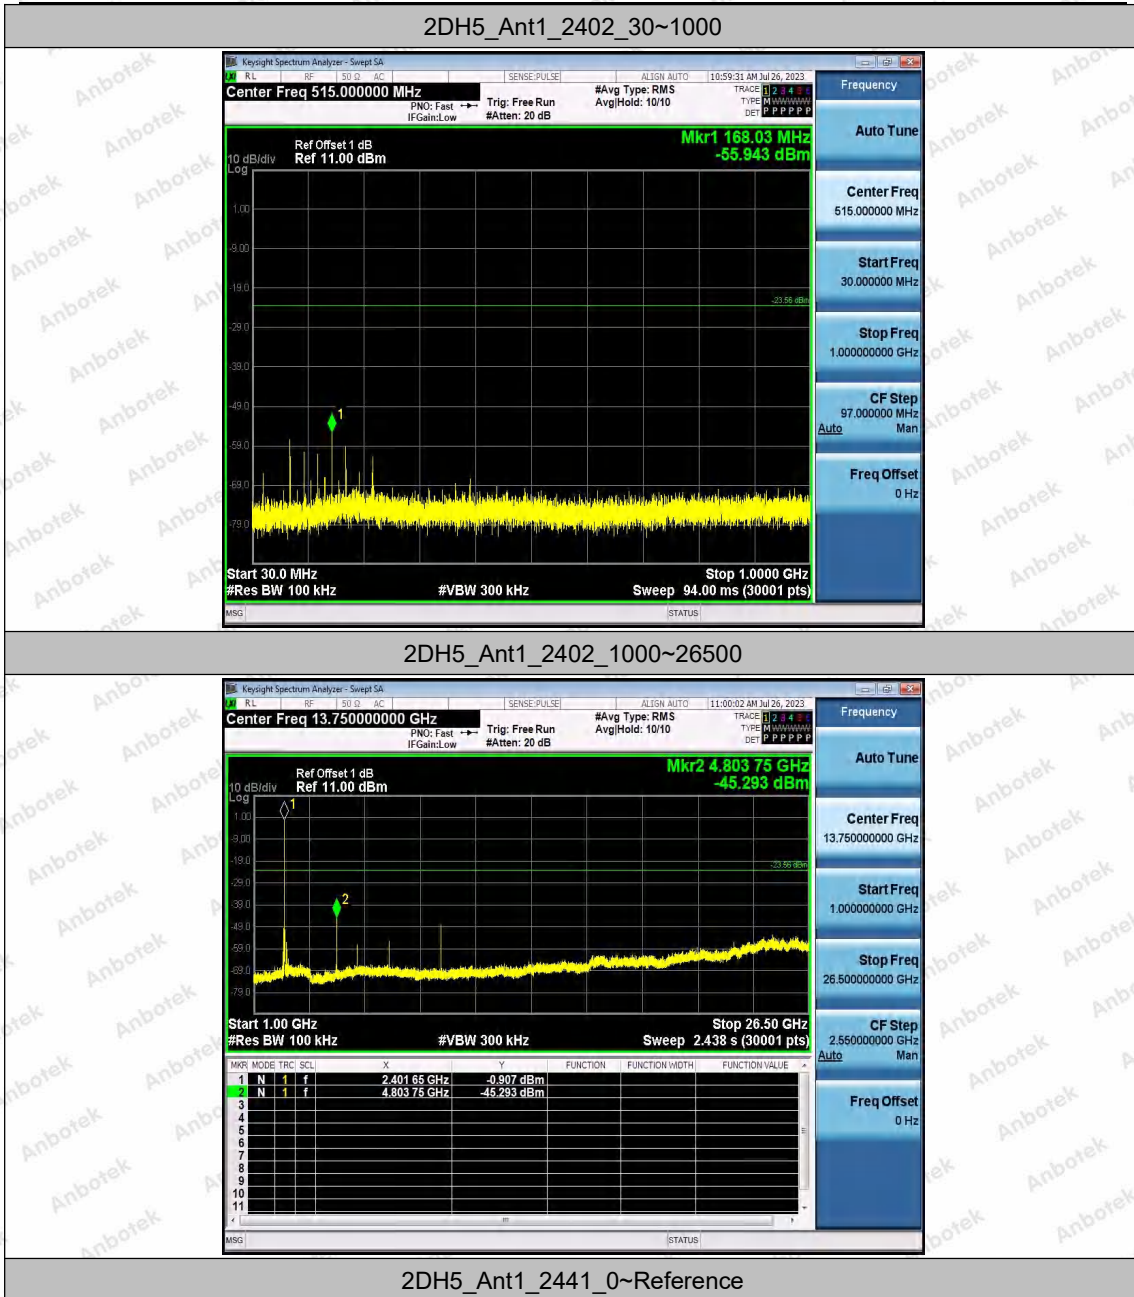 2DH5_Ant1_2402_30~1000
Keysight Spectrum Analyzer - Swept SA
RL RF 50 Ω AC SENSE:PULSE ALIGN AUTO 10:59:31 AM Jul 26, 2023
Center Freq 515.000000 MHz
PNO: Fast
IFGain:Low
Trig: Free Run
#Atten: 20 dB
#Avg Type: RMS
Avg|Hold: 10/10
TRACE 1 2 3 4 5 6
TYPE M WWWWW
DET P P P P P P
Frequency
Auto Tune
Center Freq
515.000000 MHz
Start Freq
30.000000 MHz
Stop Freq
1.000000000 GHz
CF Step
97.000000 MHz
Auto Man
Freq Offset
0 Hz
Mkr1 168.03 MHz
-55.943 dBm
Ref Offset 1 dB
10 dB/div Ref 11.00 dBm
Log
1.00
-9.00
-19.0
-23.56 dBm
-29.0
-39.0
-49.0
1
-59.0
-69.0
-79.0
Start 30.0 MHz Stop 1.0000 GHz
#Res BW 100 kHz #VBW 300 kHz Sweep 94.00 ms (30001 pts)
MSG STATUS
2DH5_Ant1_2402_1000~26500
Keysight Spectrum Analyzer - Swept SA
RL RF 50 Ω AC SENSE:PULSE ALIGN AUTO 11:00:02 AM Jul 26, 2023
Center Freq 13.750000000 GHz
PNO: Fast
IFGain:Low
Trig: Free Run
#Atten: 20 dB
#Avg Type: RMS
Avg|Hold: 10/10
TRACE 1 2 3 4 5 6
TYPE M WWWWW
DET P P P P P P
Frequency
Auto Tune
Center Freq
13.750000000 GHz
Start Freq
1.000000000 GHz
Stop Freq
26.500000000 GHz
CF Step
2.550000000 GHz
Auto Man
Freq Offset
0 Hz
Mkr2 4.803 75 GHz
-45.293 dBm
Ref Offset 1 dB
10 dB/div Ref 11.00 dBm
Log
1
1.00
-9.00
-19.0
-23.56 dBm
-29.0
-39.0
2
-49.0
-59.0
-69.0
-79.0
Start 1.00 GHz Stop 26.50 GHz
#Res BW 100 kHz #VBW 300 kHz Sweep 2.438 s (30001 pts)
MKR MODE TRC SCL X Y FUNCTION FUNCTION WIDTH FUNCTION VALUE
1 N 1 f 2.401 65 GHz -0.907 dBm
2 N 1 f 4.803 75 GHz -45.293 dBm
3
4
5
6
7
8
9
10
11
MSG STATUS
2DH5_Ant1_2441_0~Reference